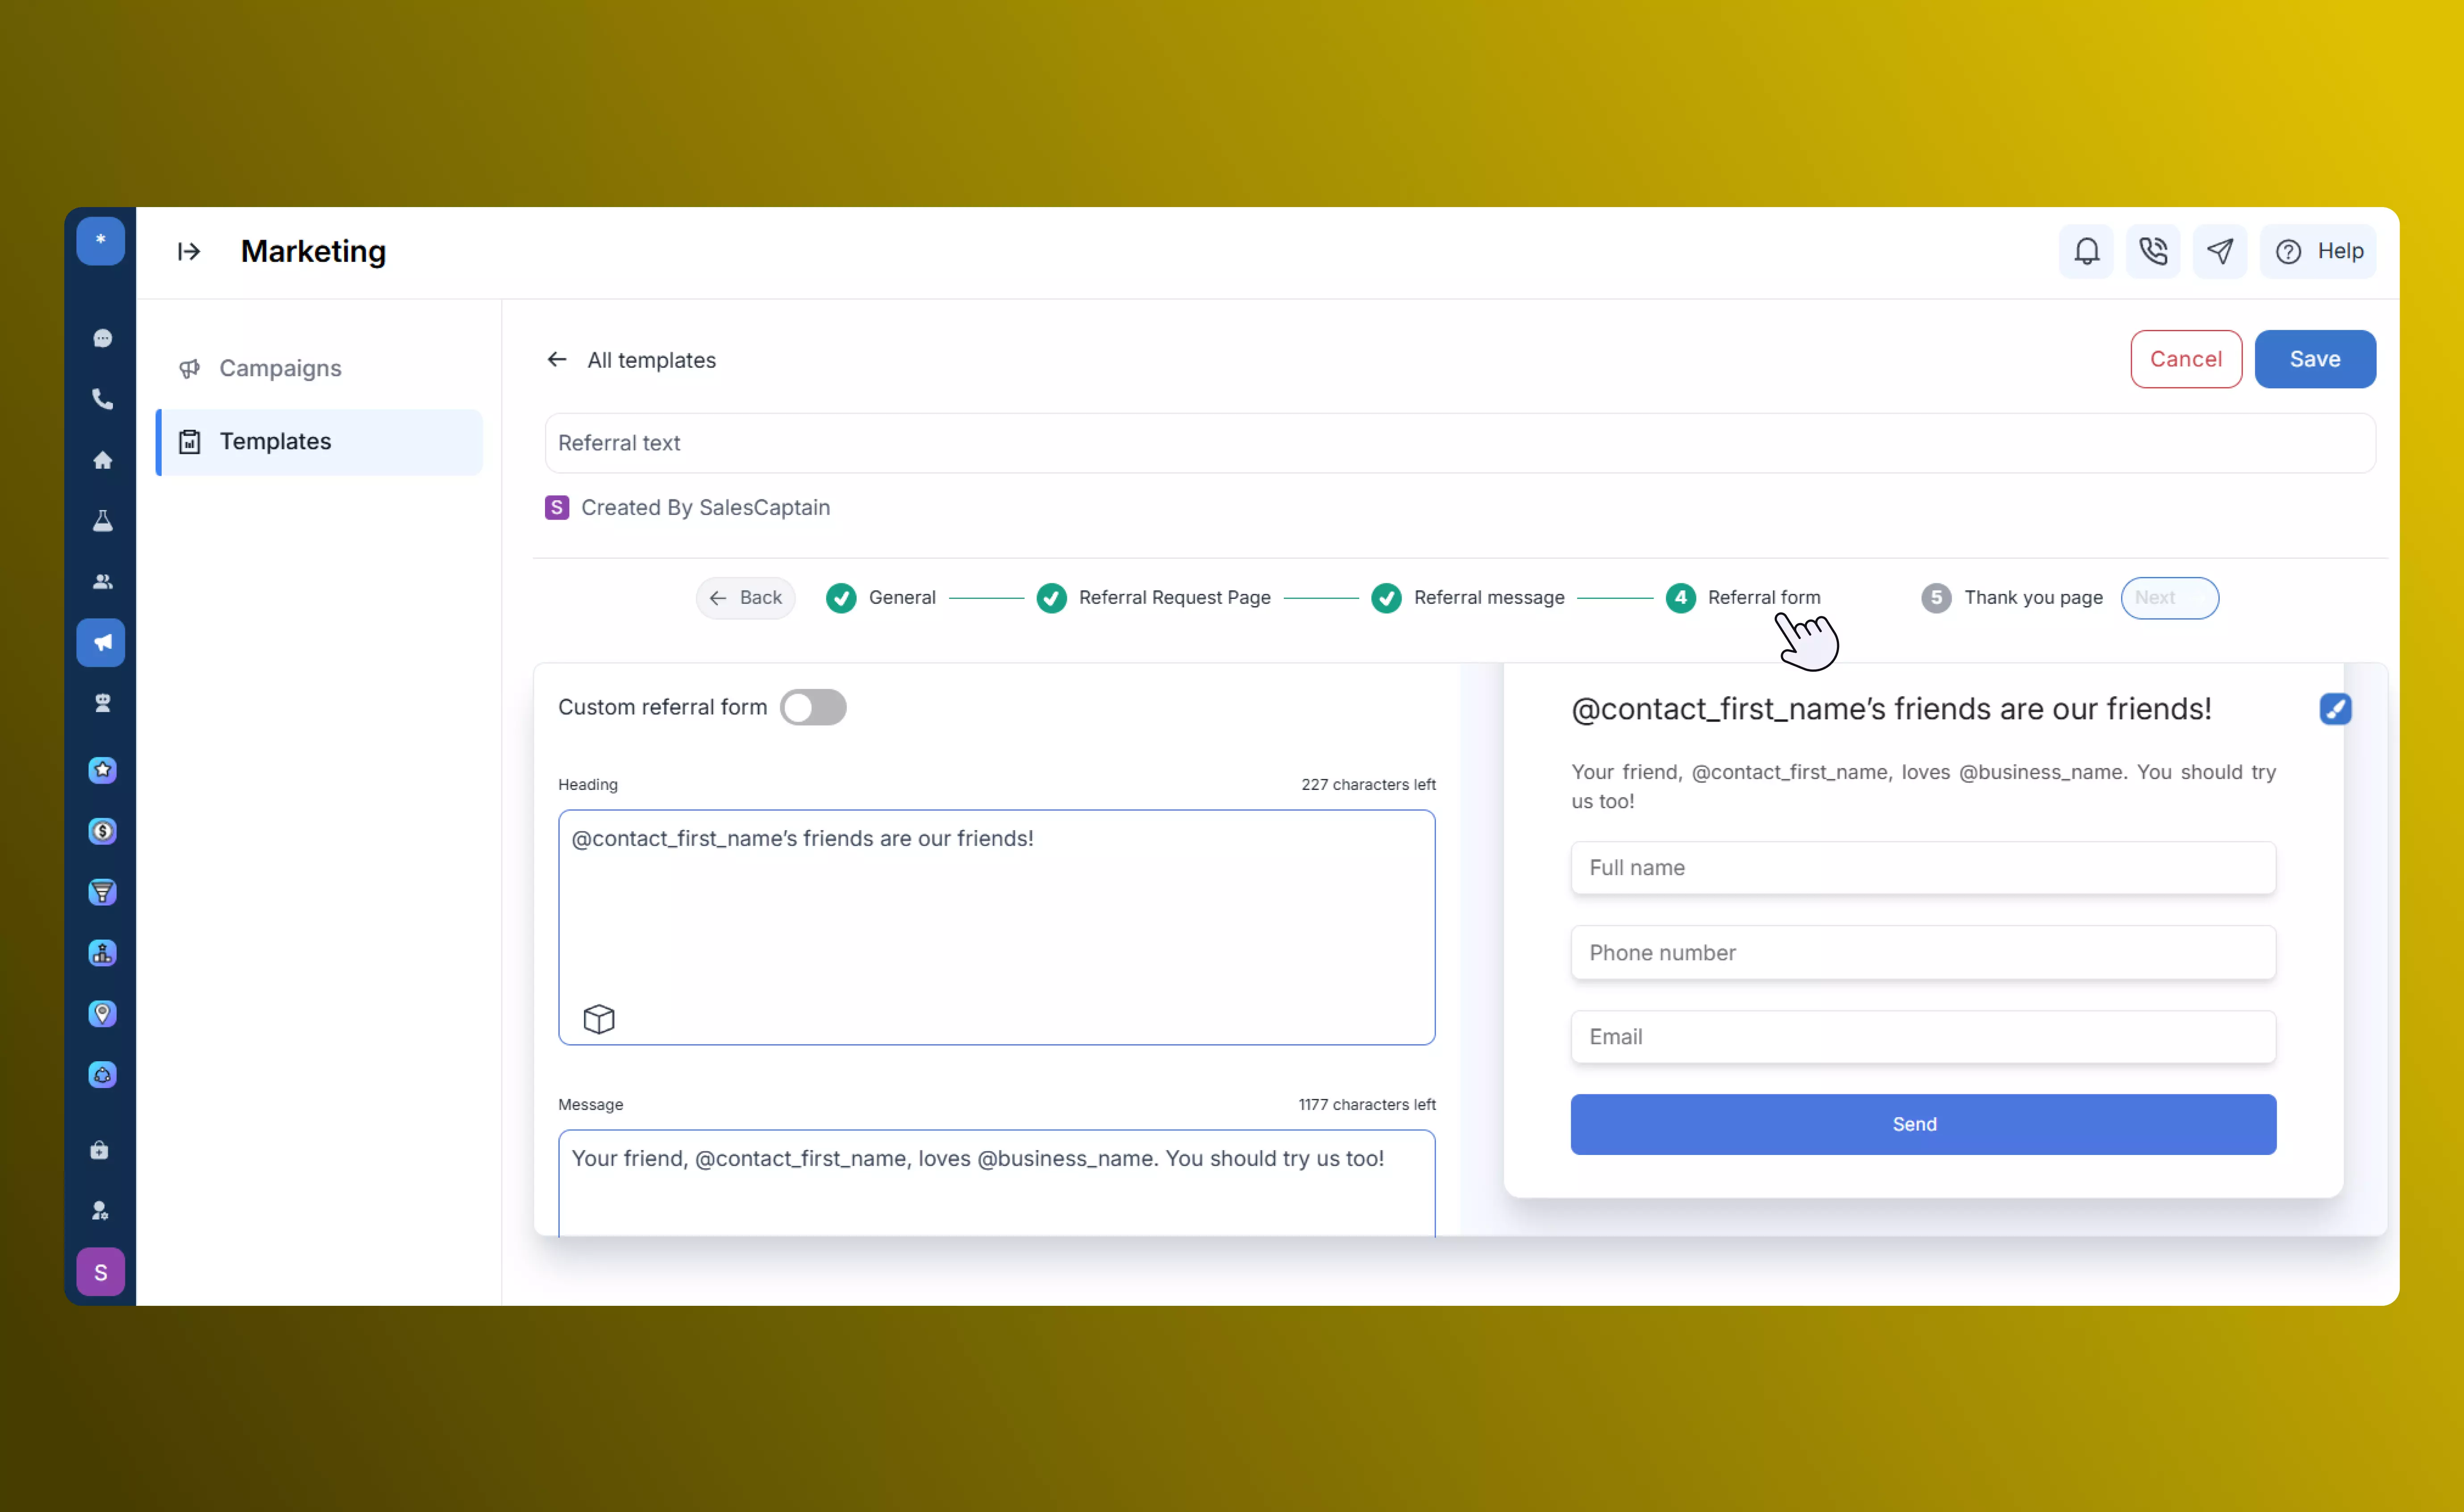 *
Marketing
Help
Campaigns
Templates
All templates
Cancel
Save
Referral text
S Created By SalesCaptain
Back
General
Referral Request Page
Referral message
4 Referral form
5 Thank you page
Next
Custom referral form
Heading
227 characters left
@contact_first_name’s friends are our friends!
Message
1177 characters left
Your friend, @contact_first_name, loves @business_name. You should try us too!
@contact_first_name’s friends are our friends!
Your friend, @contact_first_name, loves @business_name. You should try
us too!
Full name
Phone number
Email
Send
S